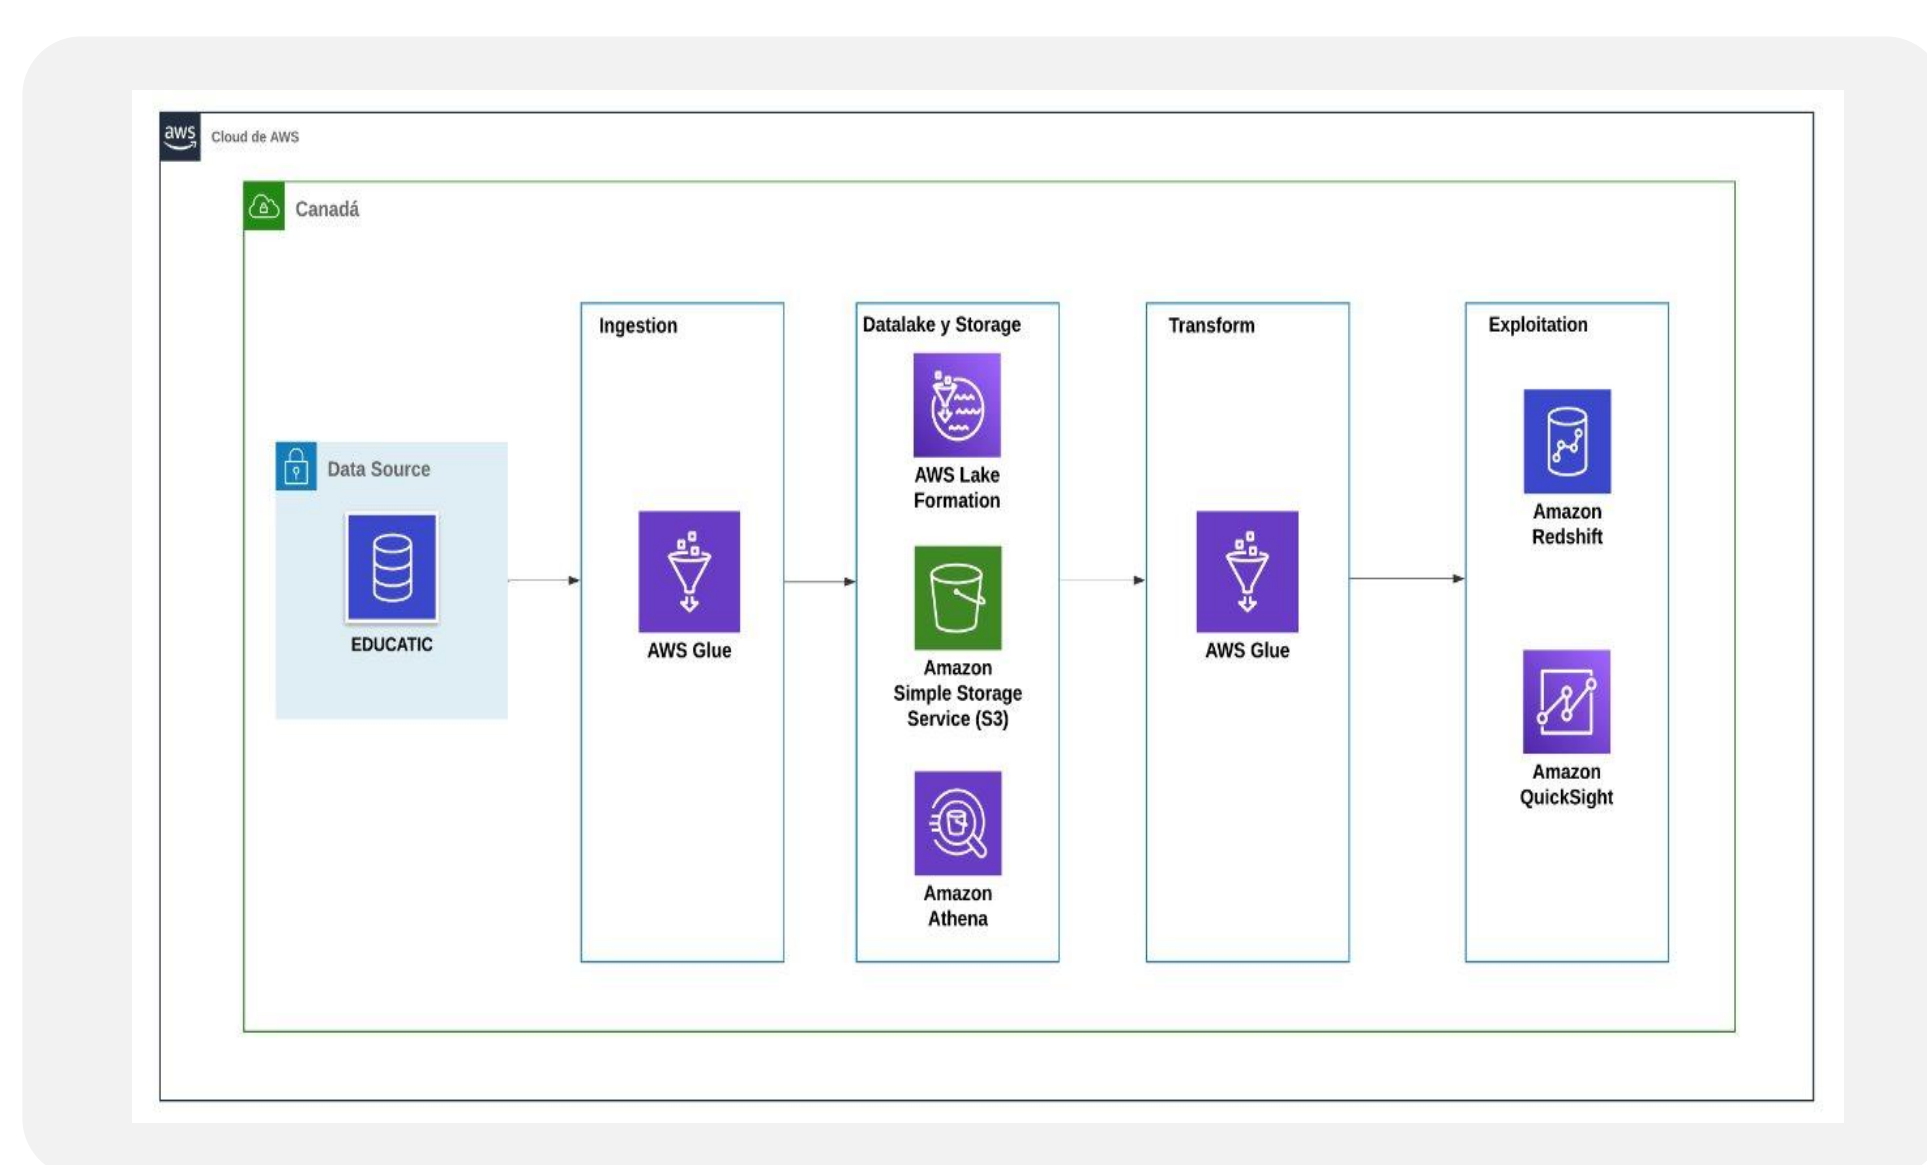 aws
Cloud de AWS
Canadá
Data Source
EDUCATIC
Ingestion
AWS Glue
Datalake y Storage
AWS Lake
Formation
Amazon
Simple Storage
Service (S3)
Amazon
Athena
Transform
AWS Glue
Exploitation
Amazon
Redshift
Amazon
QuickSight